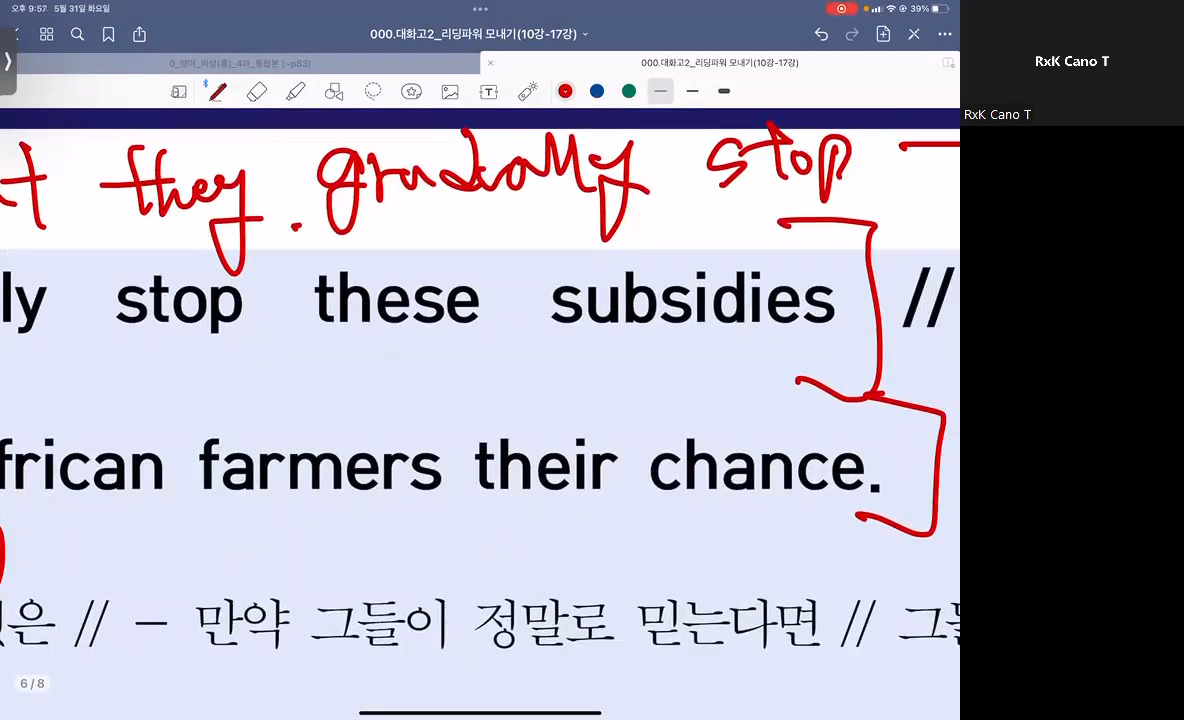 오후 9:57 5월 31일 화요일
39%
000.대화고2_리딩파워 모내기(10강-17강)
RxK Cano T
0_영어_비상(홍)_4과_통합본 (~p83)
000.대화고2_리딩파워 모내기(10강-17강)
RxK Cano T
t they. gradually stop
ly stop these subsidies //
frican farmers their chance.
은 // – 만약 그들이 정말로 믿는다면 // 그들
6 / 8